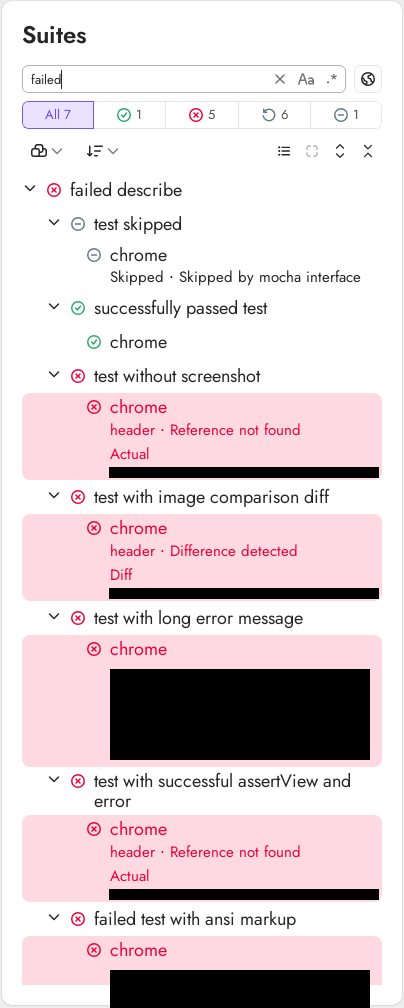 Suites
failed Aa .*
All 7 1 5 6 1
failed describe
test skipped
chrome
Skipped · Skipped by mocha interface
successfully passed test
chrome
test without screenshot
chrome
header · Reference not found
Actual
test with image comparison diff
chrome
header · Difference detected
Diff
test with long error message
chrome
test with successful assertView and
error
chrome
header · Reference not found
Actual
failed test with ansi markup
chrome